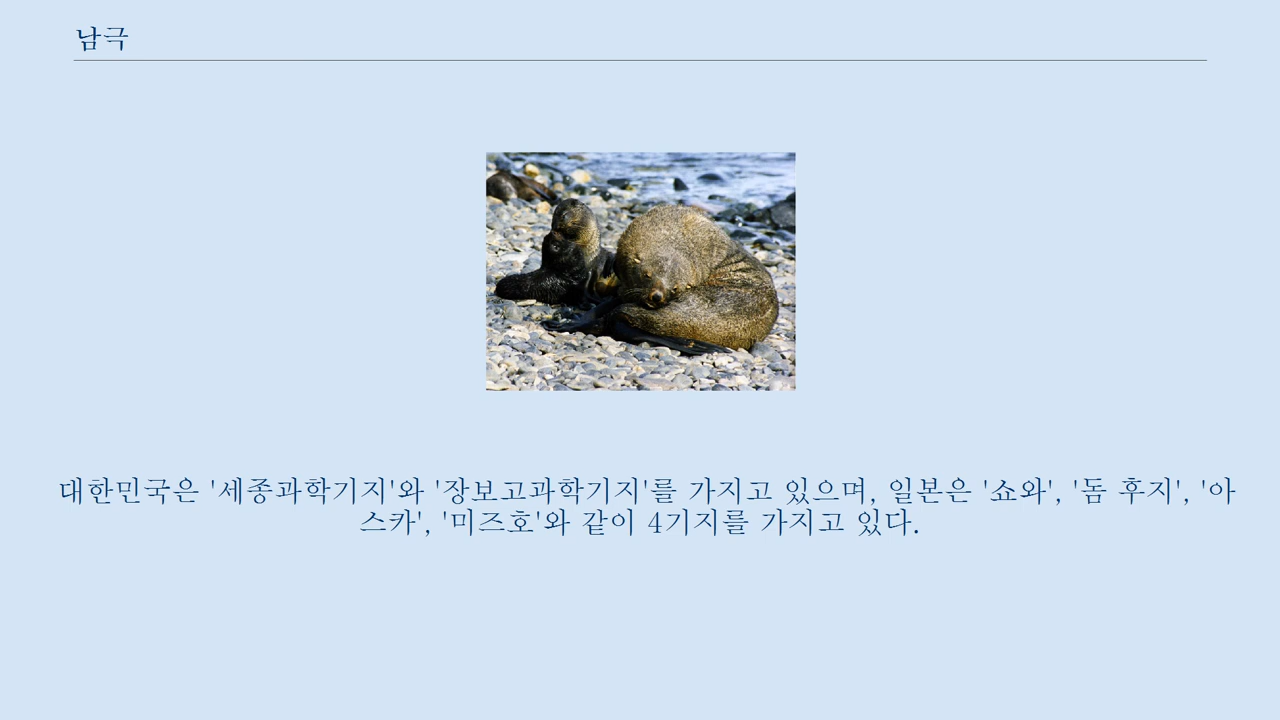 남극
대한민국은 '세종과학기지'와 '장보고과학기지'를 가지고 있으며, 일본은 '쇼와', '돔 후지', '아
스카', '미즈호'와 같이 4기지를 가지고 있다.